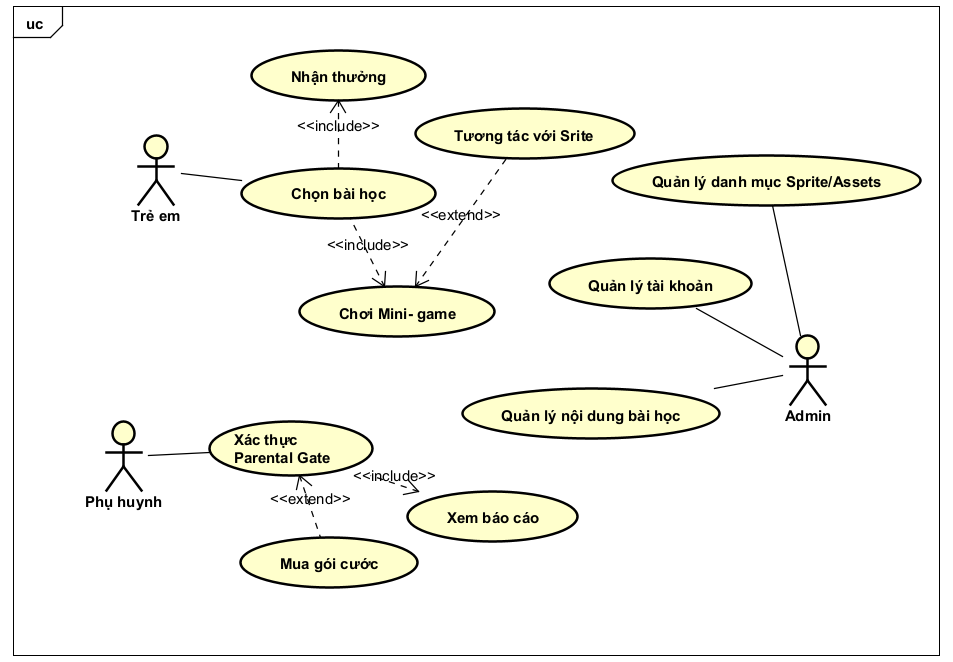 uc
Nhận thưởng
<<include>>
Tương tác với Srite
Trẻ em
Chọn bài học
Quản lý danh mục Sprite/Assets
<<extend>>
<<include>>
Quản lý tài khoản
Chơi Mini- game
Admin
Quản lý nội dung bài học
Xác thực
Parental Gate
<<include>>
Phụ huynh
<<extend>>
Xem báo cáo
Mua gói cước